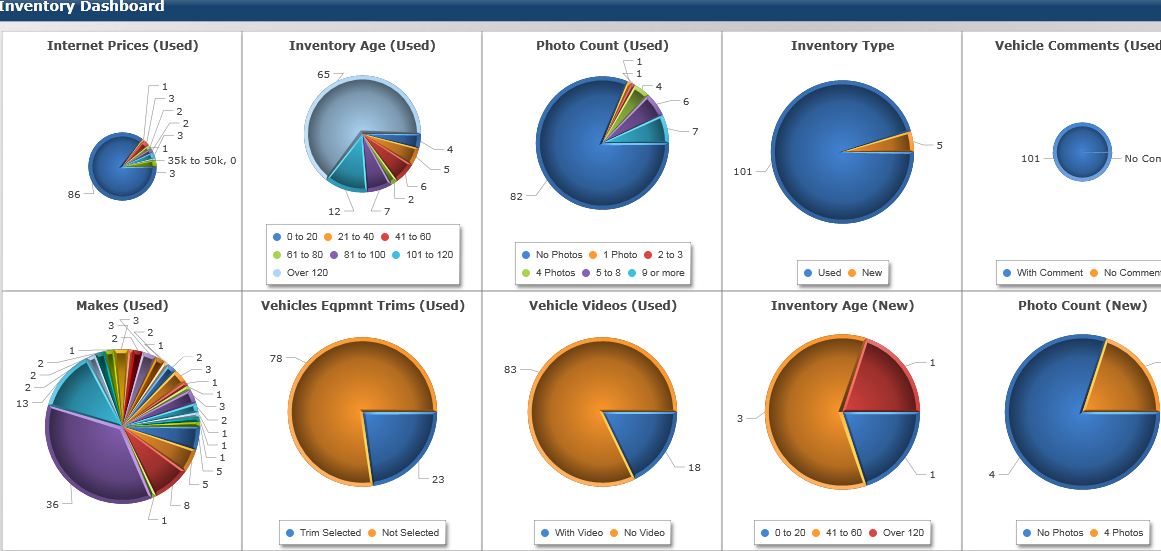 Inventory Dashboard
Internet Prices (Used)
1
3
2
2
3
1
35k to 50k, 0
3
86
Inventory Age (Used)
65
4
5
6
2
7
12
0 to 20 21 to 40 41 to 60
61 to 80 81 to 100 101 to 120
Over 120
Photo Count (Used)
1
1
4
6
7
82
No Photos 1 Photo 2 to 3
4 Photos 5 to 8 9 or more
Inventory Type
5
101
Used New
Vehicle Comments (Used
101
No Com
With Comment No Commen
Makes (Used)
3
3
2
2
1
1
2
2
2
13
36
2
3
1
1
3
2
1
1
1
5
5
8
1
Vehicles Eqpmnt Trims (Used)
78
23
Trim Selected Not Selected
Vehicle Videos (Used)
83
18
With Video No Video
Inventory Age (New)
1
3
1
0 to 20 41 to 60 Over 120
Photo Count (New)
4
No Photos 4 Photos